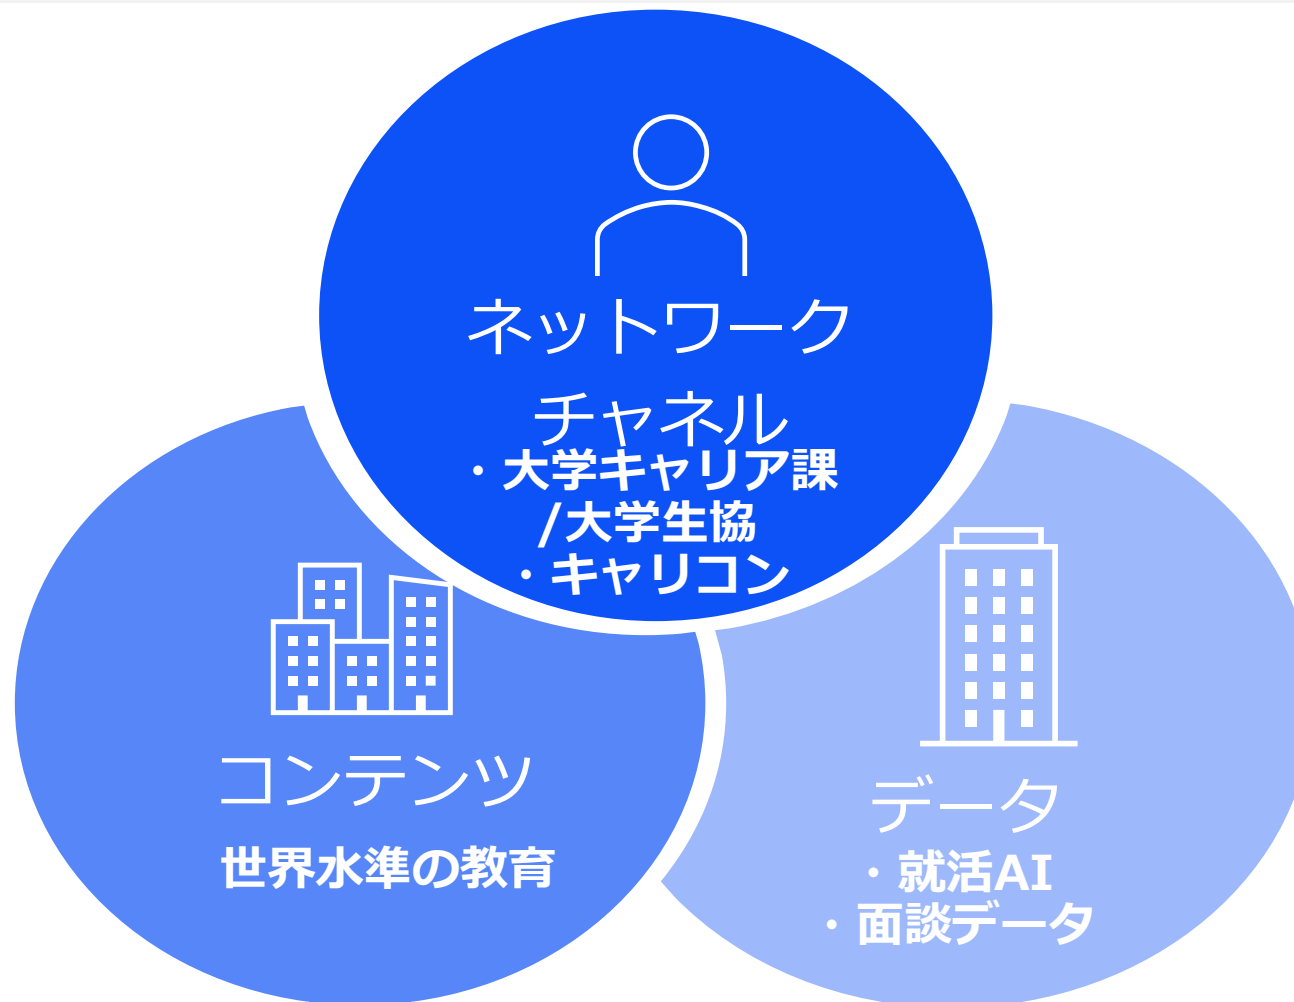 ネットワーク
チャネル
・大学キャリア課
/大学生協
・キャリコン
コンテンツ
世界水準の教育
データ
・就活AI
・面談データ